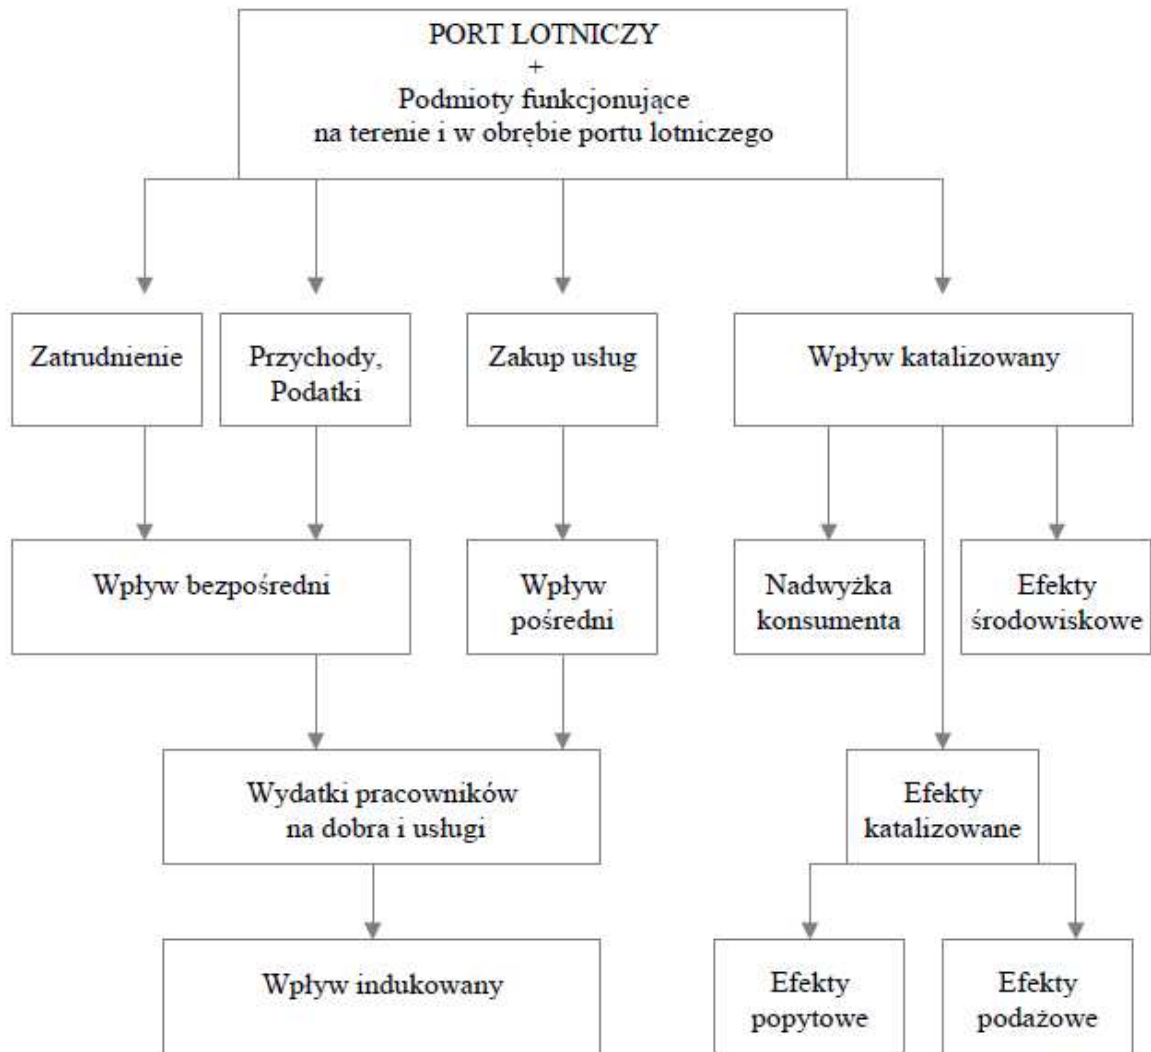 PORT LOTNICZY
+
Podmioty funkcjonujące
na terenie i w obrębie portu lotniczego
Zatrudnienie
Przychody,
Podatki
Zakup usług
Wpływ katalizowany
Wpływ bezpośredni
Wpływ
pośredni
Nadwyżka
konsumenta
Efekty
środowiskowe
Wydatki pracowników
na dobra i usługi
Efekty
katalizowane
Wpływ indukowany
Efekty
popytowe
Efekty
podażowe